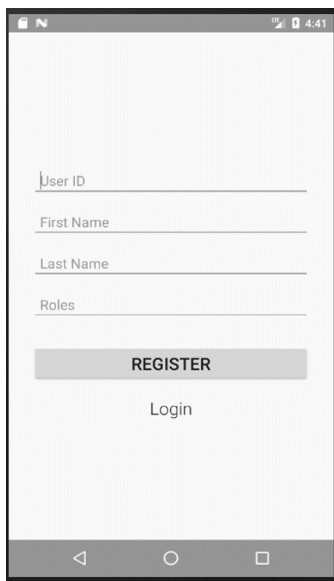 4:41
User ID
First Name
Last Name
Roles
REGISTER
Login